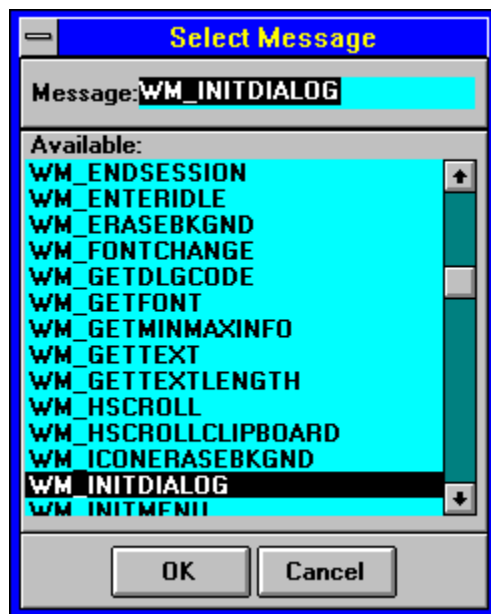 Select Message
Message:WM_INITDIALOG
Available:
WM_ENDSESSION
WM_ENTERIDLE
WM_ERASEBKGND
WM_FONTCHANGE
WM_GETDLGCODE
WM_GETFONT
WM_GETMINMAXINFO
WM_GETTEXT
WM_GETTEXTLENGTH
WM_HSCROLL
WM_HSCROLLCLIPBOARD
WM_ICONERASEBKGND
WM_INITDIALOG
WM_INITMENU
OK Cancel